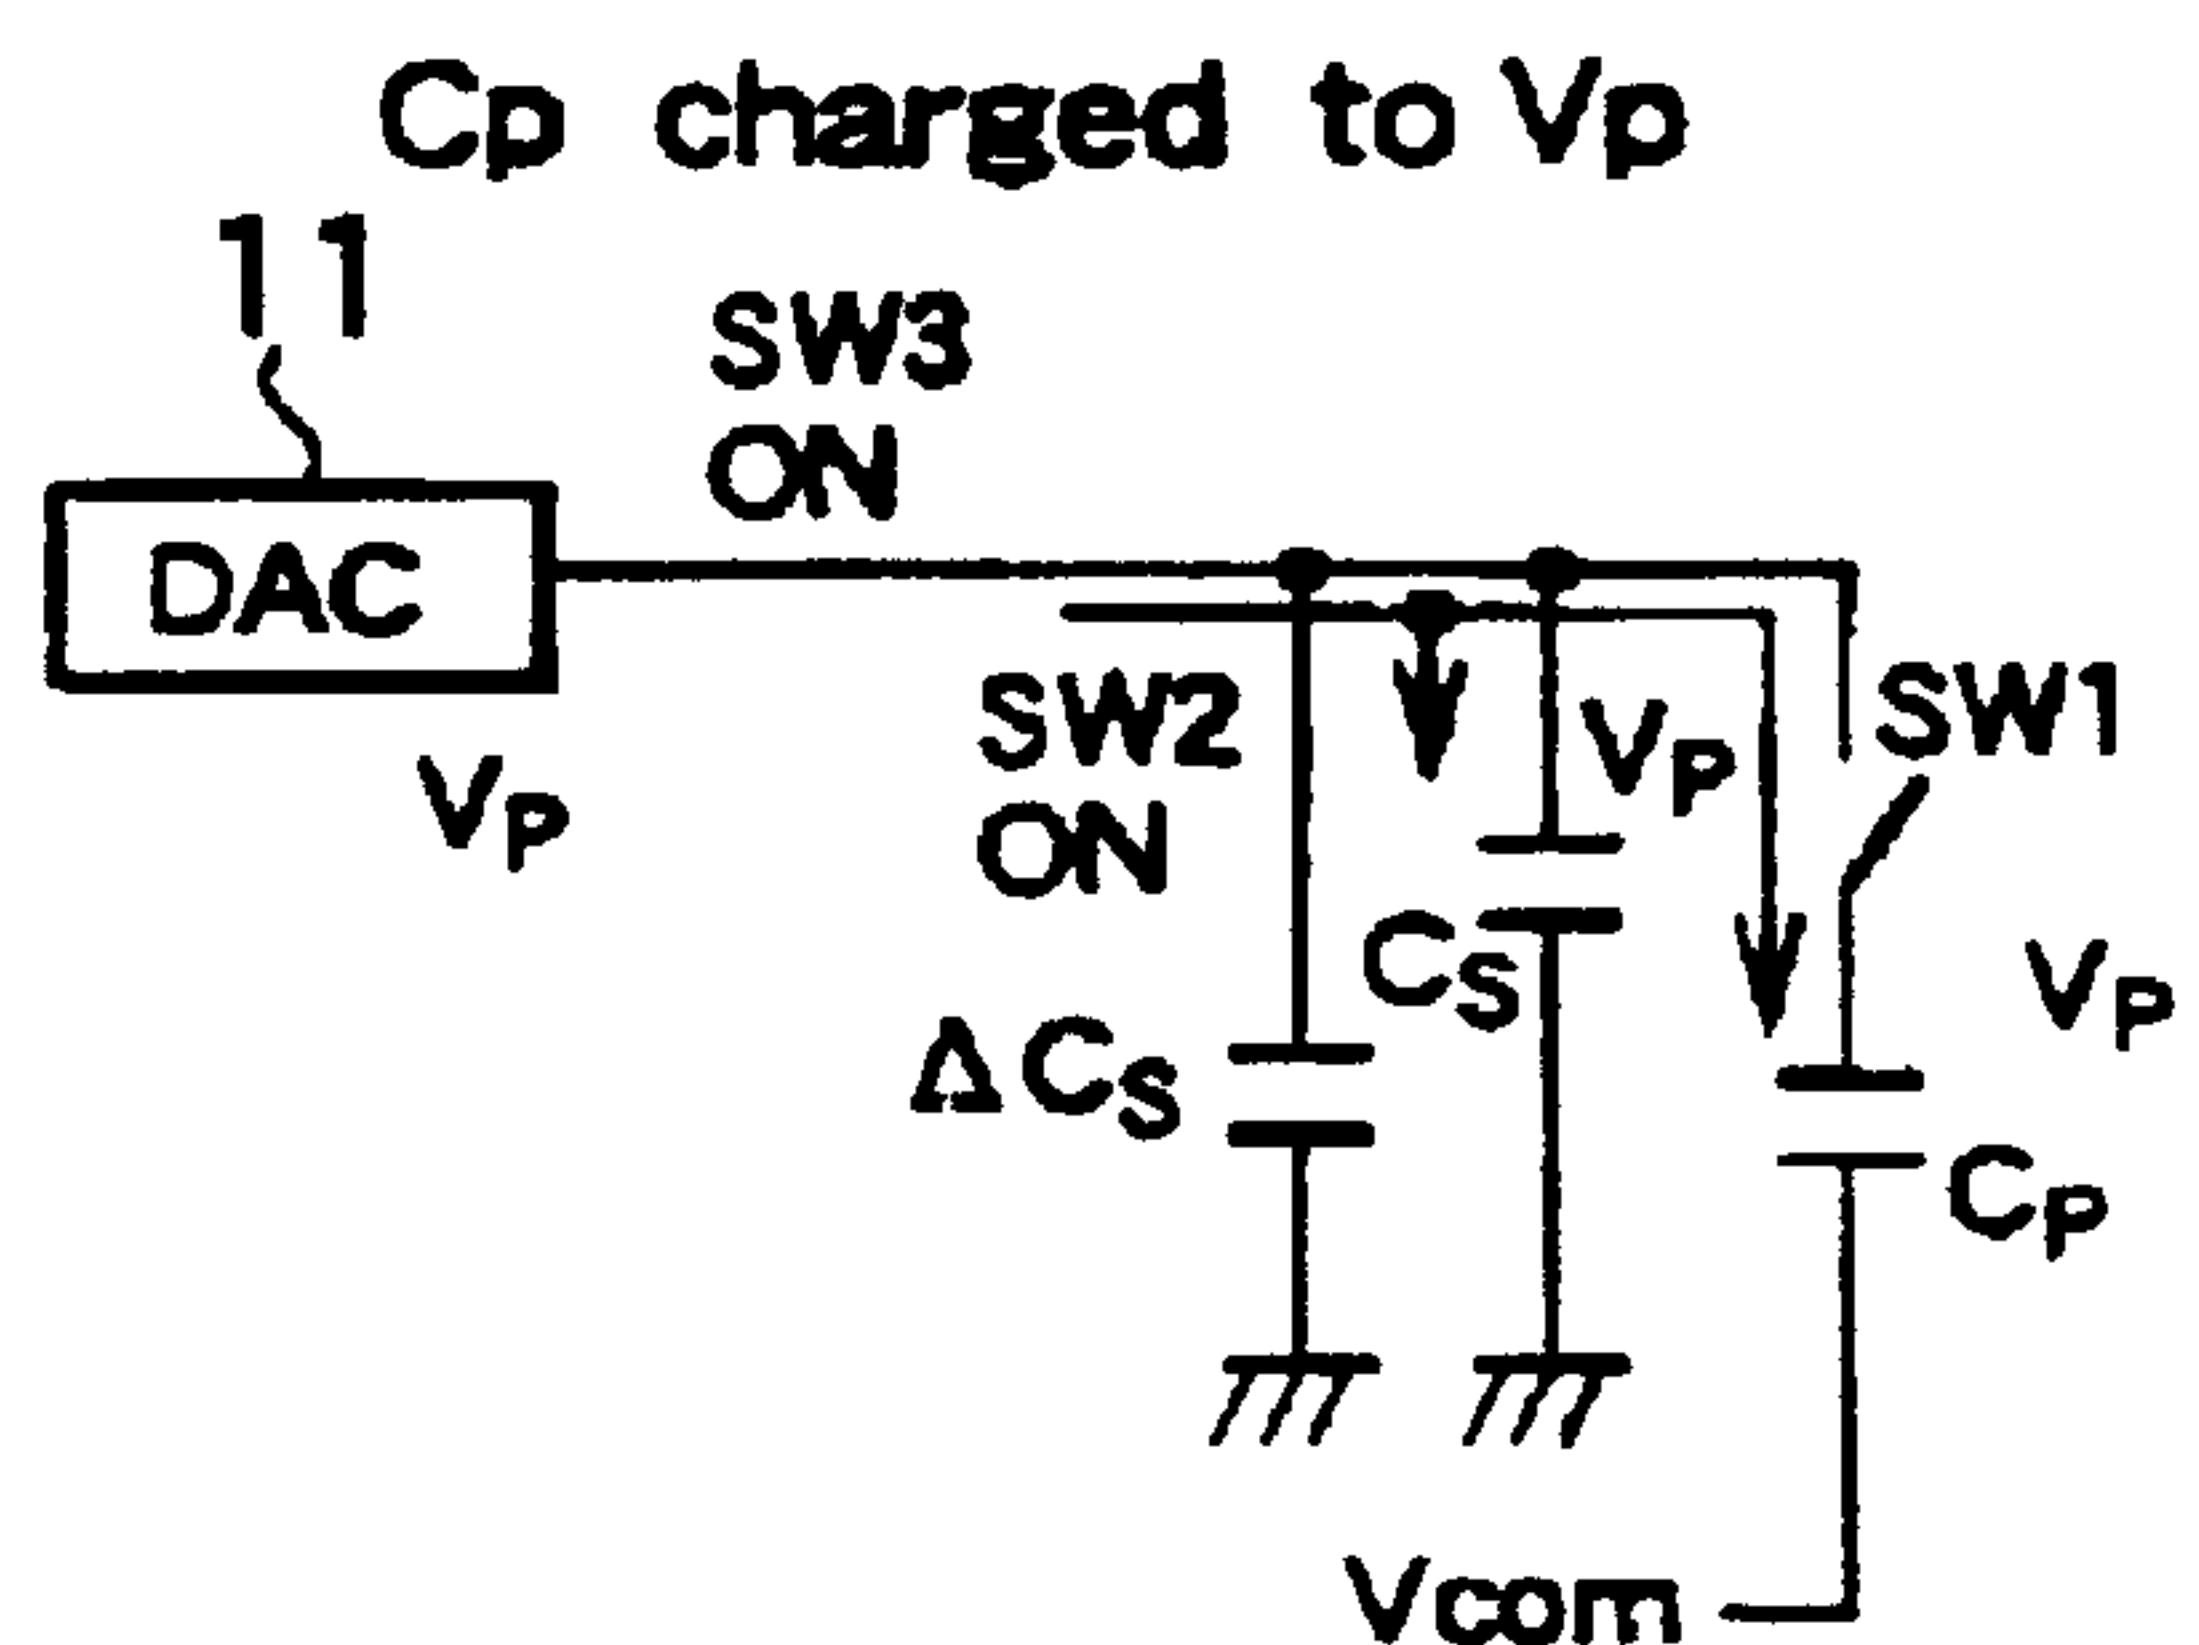 Cp charged to Vp
11
SW3
ON
DAC
Vp
SW2
ON
Vp
SW1
Cs
Vp
ΔCs
Cp
Vcom